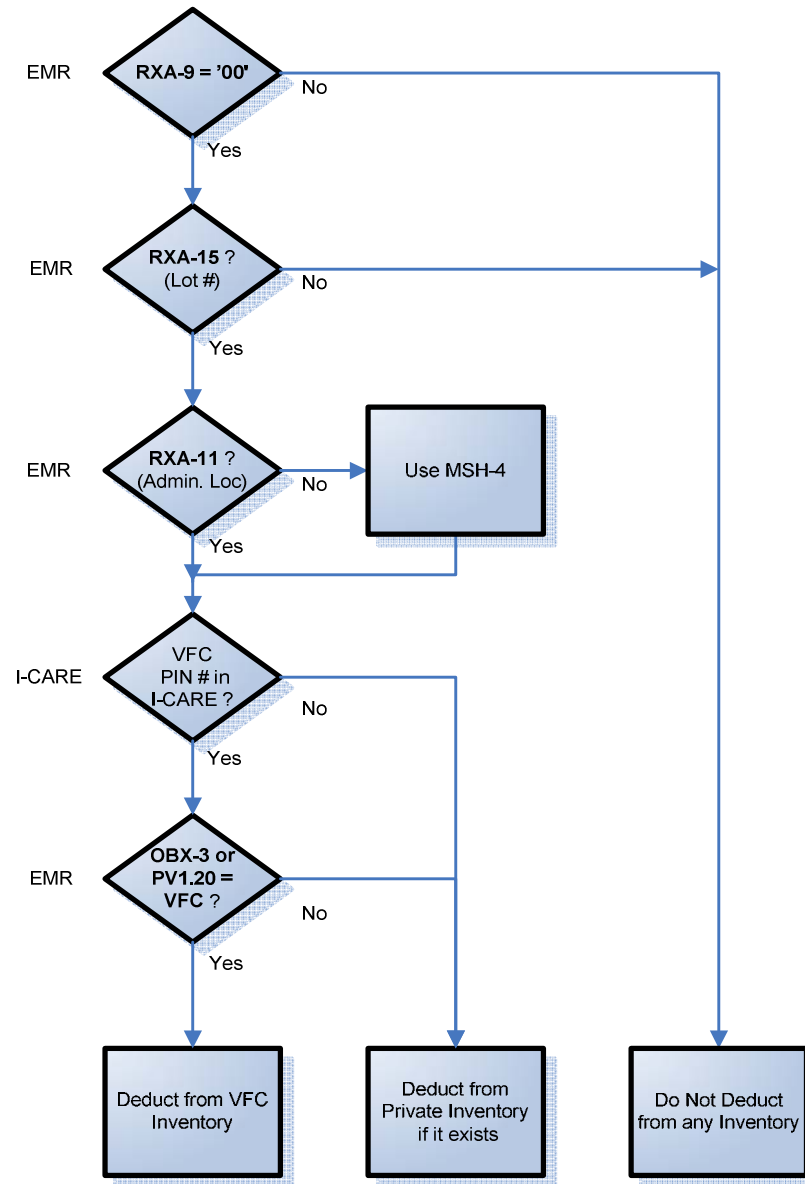 EMR
RXA-9 = '00'
No
Yes
EMR
RXA-15 ?
(Lot #)
No
Yes
EMR
RXA-11 ?
(Admin. Loc)
No
Use MSH-4
Yes
I-CARE
VFC
PIN # in
I-CARE ?
No
Yes
EMR
OBX-3 or
PV1.20 =
VFC ?
No
Yes
Deduct from VFC
Inventory
Deduct from
Private Inventory
if it exists
Do Not Deduct
from any Inventory